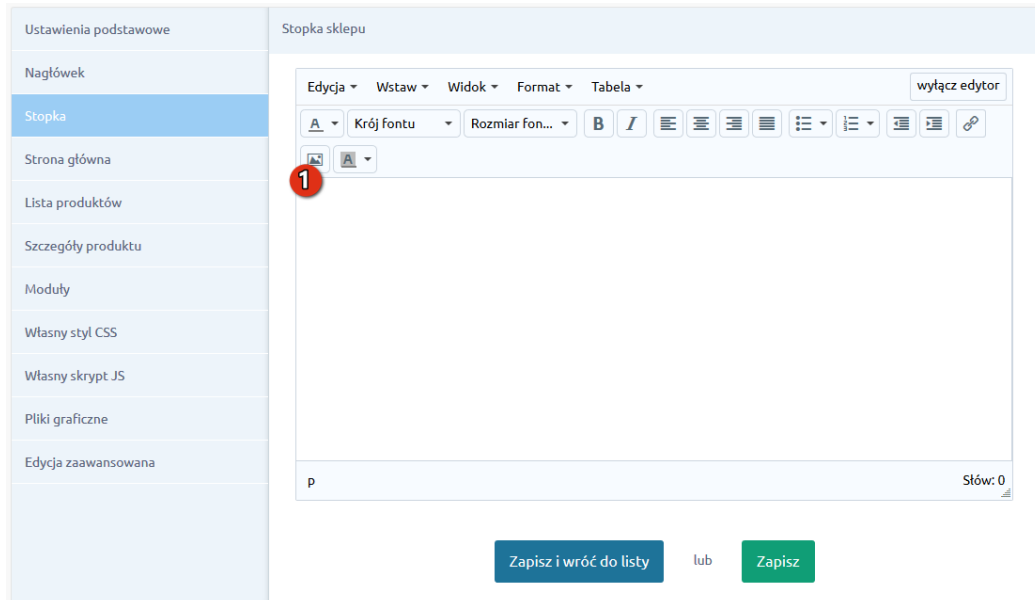 Ustawienia podstawowe
Nagłówek
Stopka
Strona główna
Lista produktów
Szczegóły produktu
Moduły
Własny styl CSS
Własny skrypt JS
Pliki graficzne
Edycja zaawansowana
Stopka sklepu
Edycja Wstaw Widok Format Tabela wyłącz edytor
A Krój fontu Rozmiar fon... B I
A
1
p Słów: 0
Zapisz i wróć do listy lub Zapisz